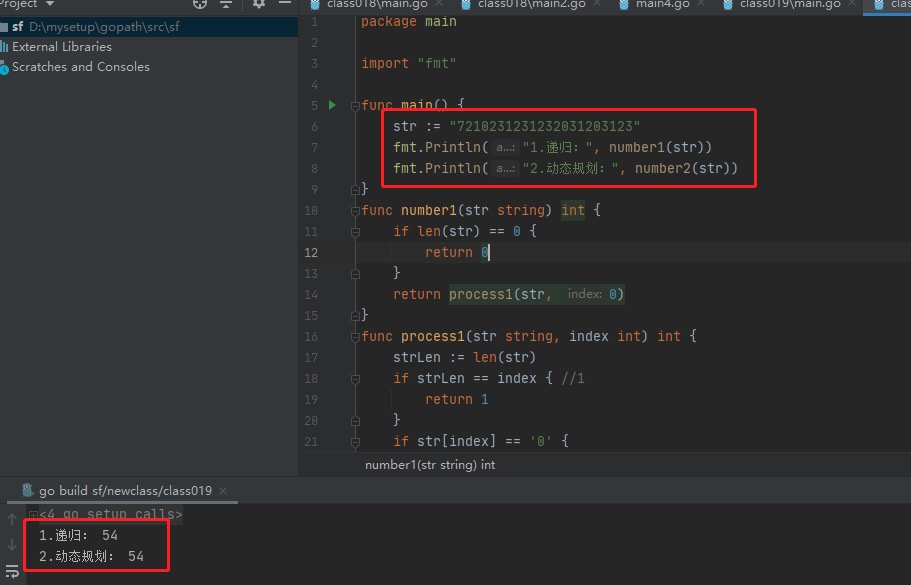 Project
class018\main.go
class018\main2.go
main4.go
class019\main.go
sf D:\mysetup\gopath\src\sf
External Libraries
Scratches and Consoles
1 package main
2
3 import "fmt"
4
5 func main() {
6 str := "7210231231232031203123"
7 fmt.Println( a...: "1.递归：", number1(str))
8 fmt.Println( a...: "2.动态规划：", number2(str))
9 }
10 func number1(str string) int {
11 if len(str) == 0 {
12 return 0
13 }
14 return process1(str, index: 0)
15 }
16 func process1(str string, index int) int {
17 strLen := len(str)
18 if strLen == index { //1
19 return 1
20 }
21 if str[index] == '0' {
number1(str string) int
go build sf/newclass/class019
<4 go setup calls>
1.递归： 54
2.动态规划： 54